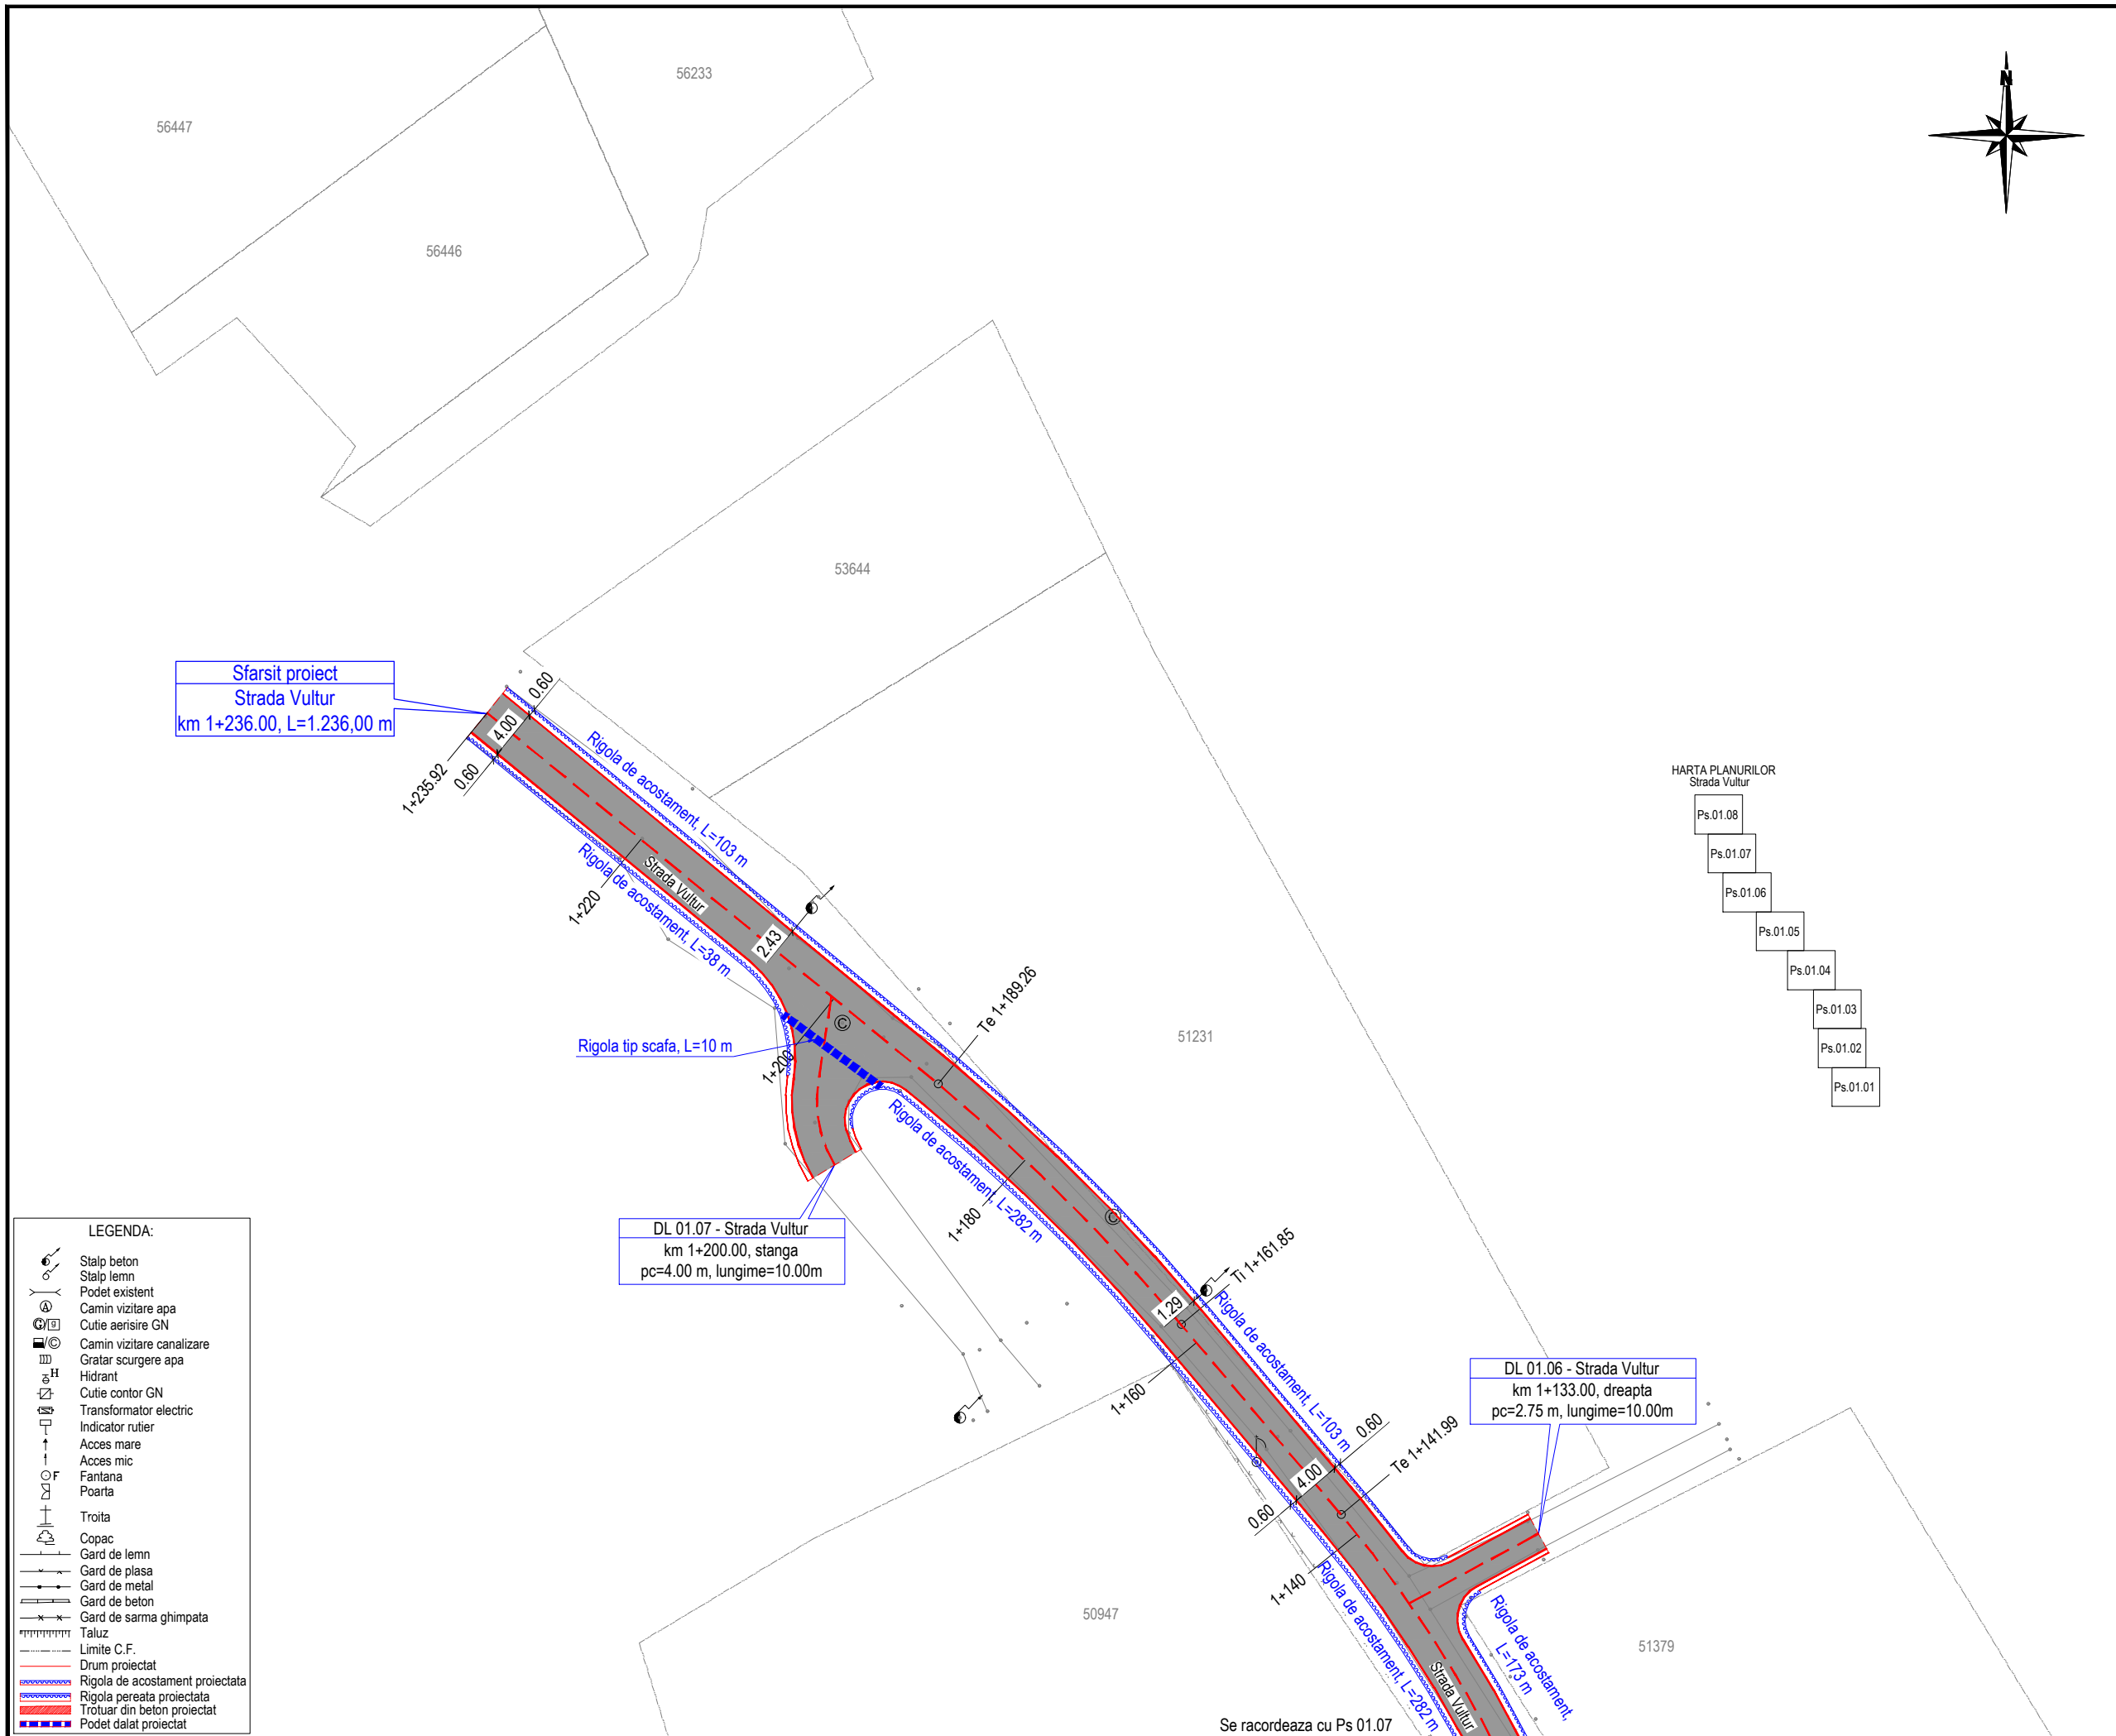 56233
56447
N
56446
53644
Sfarsit proiect
Strada Vultur
km 1+236.00, L=1.236,00 m
0.60
4.00
0.60
1+235.92
Rigola de acostament, L=103 m
Rigola de acostament, L=38 m
Strada Vultur
1+220
2.43
HARTA PLANURILOR
Strada Vultur
Ps.01.08
Ps.01.07
Ps.01.06
Ps.01.05
Ps.01.04
Ps.01.03
Ps.01.02
Ps.01.01
Te 1+189.26
C
51231
Rigola tip scafa, L=10 m
1+200
Rigola de acostament, L=282 m
1+180
C
DL 01.07 - Strada Vultur
km 1+200.00, stanga
pc=4.00 m, lungime=10.00m
Ti 1+161.85
1.29
Rigola de acostament, L=103 m
1+160
DL 01.06 - Strada Vultur
km 1+133.00, dreapta
pc=2.75 m, lungime=10.00m
0.60
4.00
0.60
Te 1+141.99
1+140
Rigola de acostament, L=282 m
Rigola de acostament,
L=173 m
50947
51379
Strada Vultur
Se racordeaza cu Ps 01.07
LEGENDA:
Stalp beton
Stalp lemn
Podet existent
A Camin vizitare apa
G/g Cutie aerisire GN
/C Camin vizitare canalizare
Gratar scurgere apa
H Hidrant
Cutie contor GN
Transformator electric
Indicator rutier
Acces mare
Acces mic
F Fantana
Poarta
Troita
Copac
Gard de lemn
Gard de plasa
Gard de metal
Gard de beton
Gard de sarma ghimpata
Taluz
Limite C.F.
Drum proiectat
Rigola de acostament proiectata
Rigola pereata proiectata
Trotuar din beton proiectat
Podet dalat proiectat